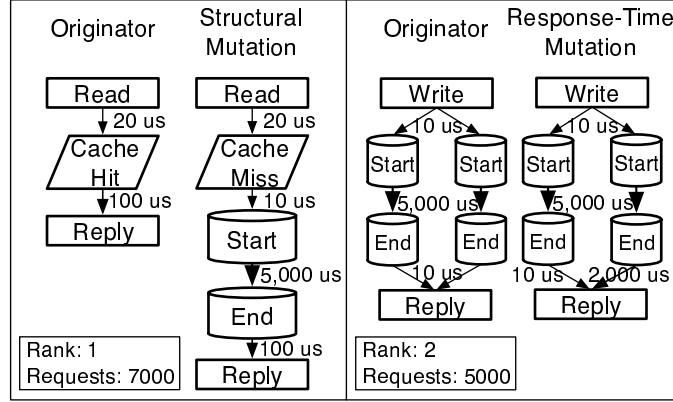 Originator
Structural
Mutation
Read
20 us
Cache
Hit
100 us
Reply
Read
20 us
Cache
Miss
10 us
Start
5,000 us
End
100 us
Reply
Rank: 1
Requests: 7000
Originator
Response-Time
Mutation
Write
10 us
Start
Start
5,000 us
End
End
10 us
Reply
Write
10 us
Start
Start
5,000 us
End
End
10 us
2,000 us
Reply
Rank: 2
Requests: 5000